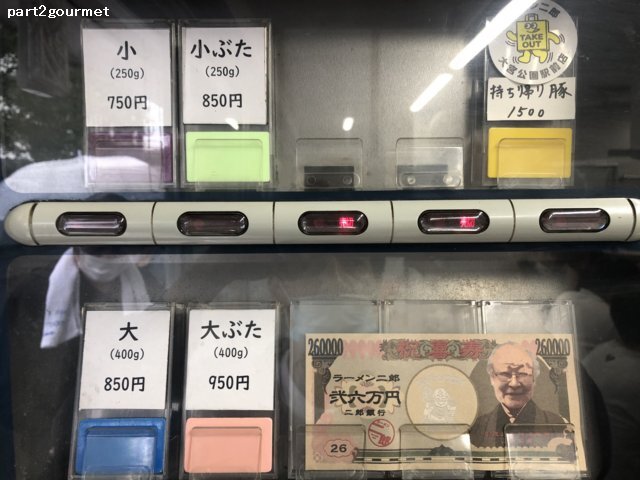 part2gourmet
小
(250g)
750円
小ぶた
(250g)
850円
二郎
TAKE
OUT
大宮公園駅前店
持ち帰り豚
1500
大
(400g)
850円
大ぶた
(400g)
950円
260000
260000
ラーメン二郎
弐六万円
二郎銀行
26